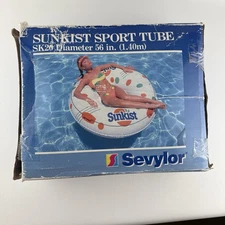 SUNKIST SPORT TUBE
SK20 Diameter 56 in. (1.40m)
Sunkist
Sevylor